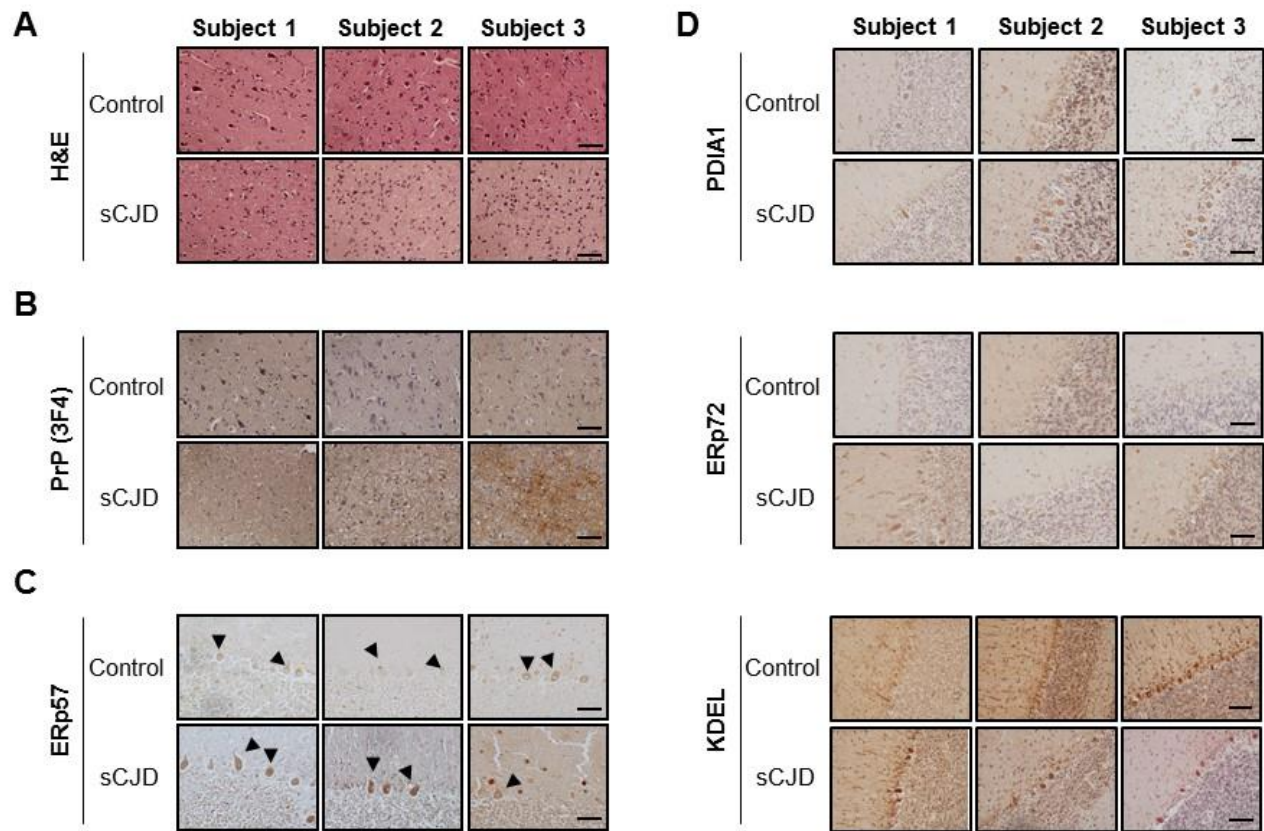 A
Subject 1 Subject 2 Subject 3
H&E
Control
sCJD
B
PrP (3F4)
Control
sCJD
C
ERp57
Control
sCJD
D
Subject 1 Subject 2 Subject 3
PDIA1
Control
sCJD
ERp72
Control
sCJD
KDEL
Control
sCJD